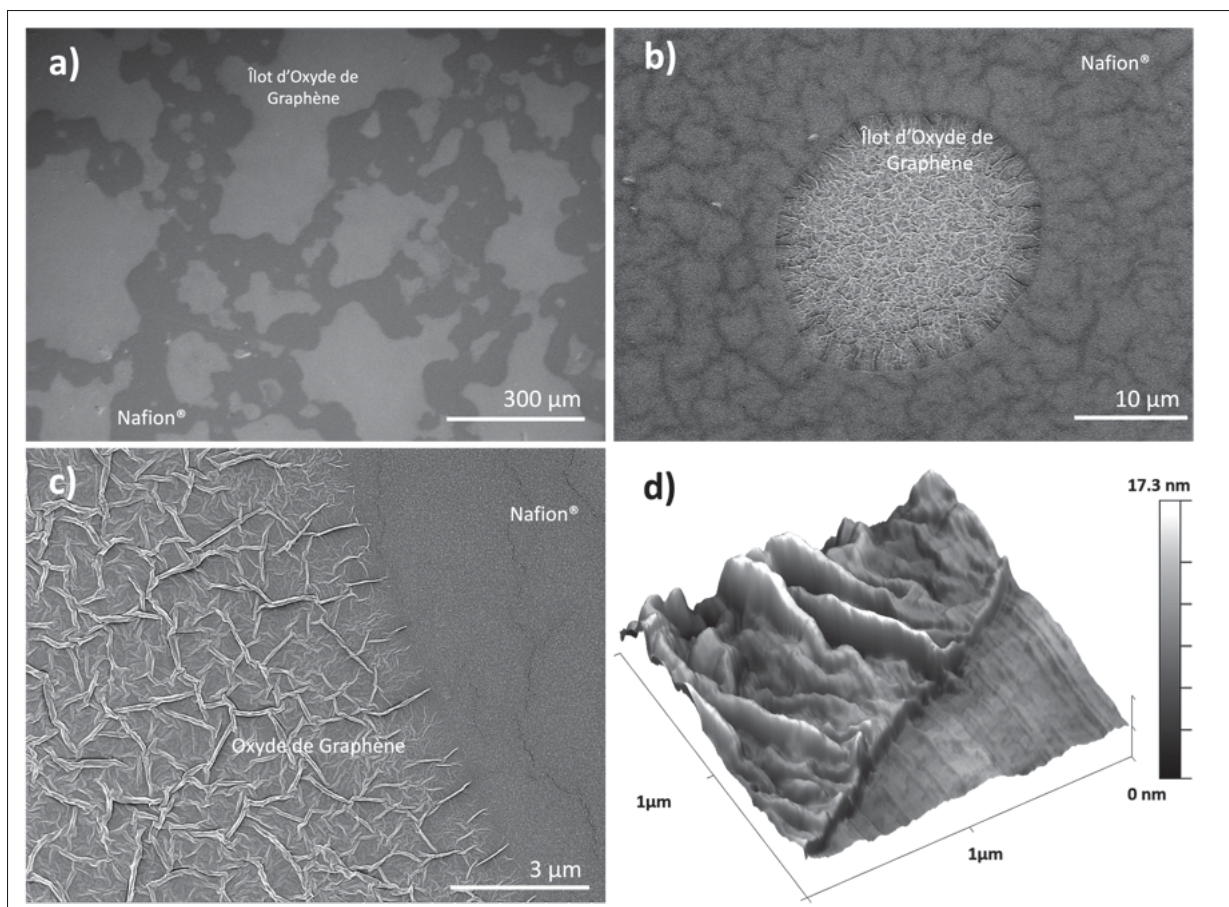 a)
Îlot d'Oxyde de
Graphène
Nafion®
300 µm
b)
Nafion®
Îlot d'Oxyde de
Graphène
10 µm
c)
Nafion®
Oxyde de Graphène
3 µm
d)
17.3 nm
0 nm
1µm
1µm